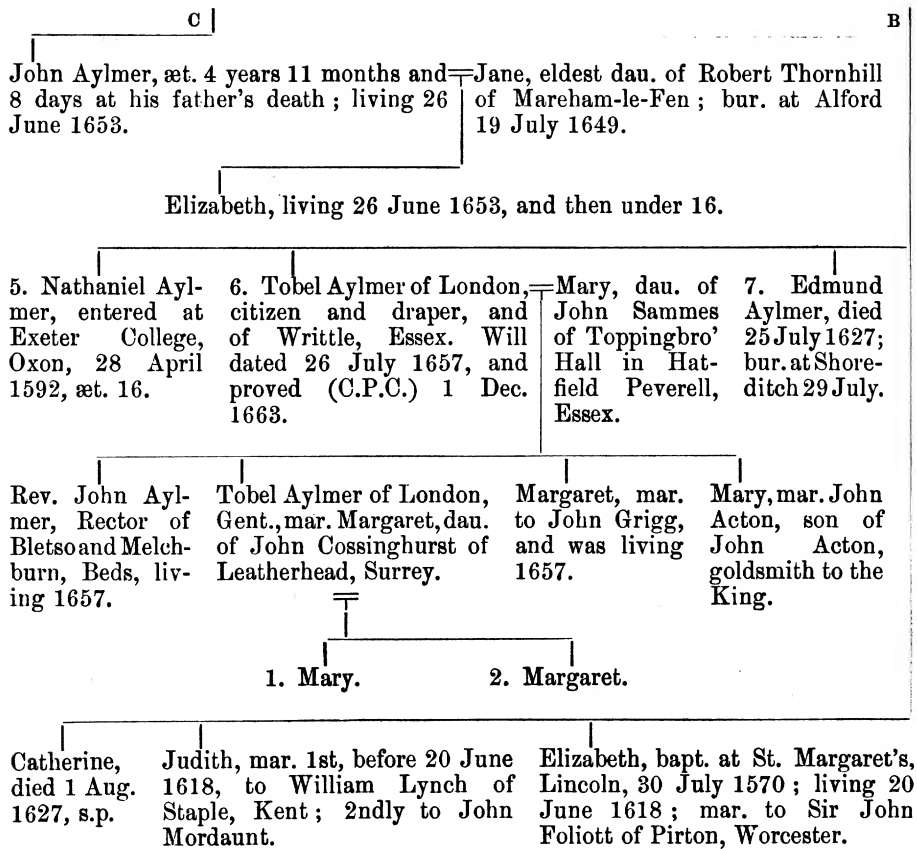 C B
John Aylmer, æt. 4 years 11 months and
8 days at his father's death ; living 26
June 1653.
Jane, eldest dau. of Robert Thornhill
of Mareham-le-Fen ; bur. at Alford
19 July 1649.
Elizabeth, living 26 June 1653, and then under 16.
5. Nathaniel Ayl-
mer, entered at
Exeter College,
Oxon, 28 April
1592, æt. 16.
6. Tobel Aylmer of London,
citizen and draper, and
of Writtle, Essex. Will
dated 26 July 1657, and
proved (C.P.C.) 1 Dec.
1663.
Mary, dau. of
John Sammes
of Toppingbro'
Hall in Hat-
field Peverell,
Essex.
7. Edmund
Aylmer, died
25 July 1627;
bur. at Shore-
ditch 29 July.
Rev. John Ayl-
mer, Rector of
Bletso and Melch-
burn, Beds, liv-
ing 1657.
Tobel Aylmer of London,
Gent., mar. Margaret, dau.
of John Cossinghurst of
Leatherhead, Surrey.
Margaret, mar.
to John Grigg,
and was living
1657.
Mary, mar. John
Acton, son of
John Acton,
goldsmith to the
King.
1. Mary. 2. Margaret.
Catherine,
died 1 Aug.
1627, s.p.
Judith, mar. 1st, before 20 June
1618, to William Lynch of
Staple, Kent ; 2ndly to John
Mordaunt.
Elizabeth, bapt. at St. Margaret's,
Lincoln, 30 July 1570 ; living 20
June 1618 ; mar. to Sir John
Foliott of Pirton, Worcester.